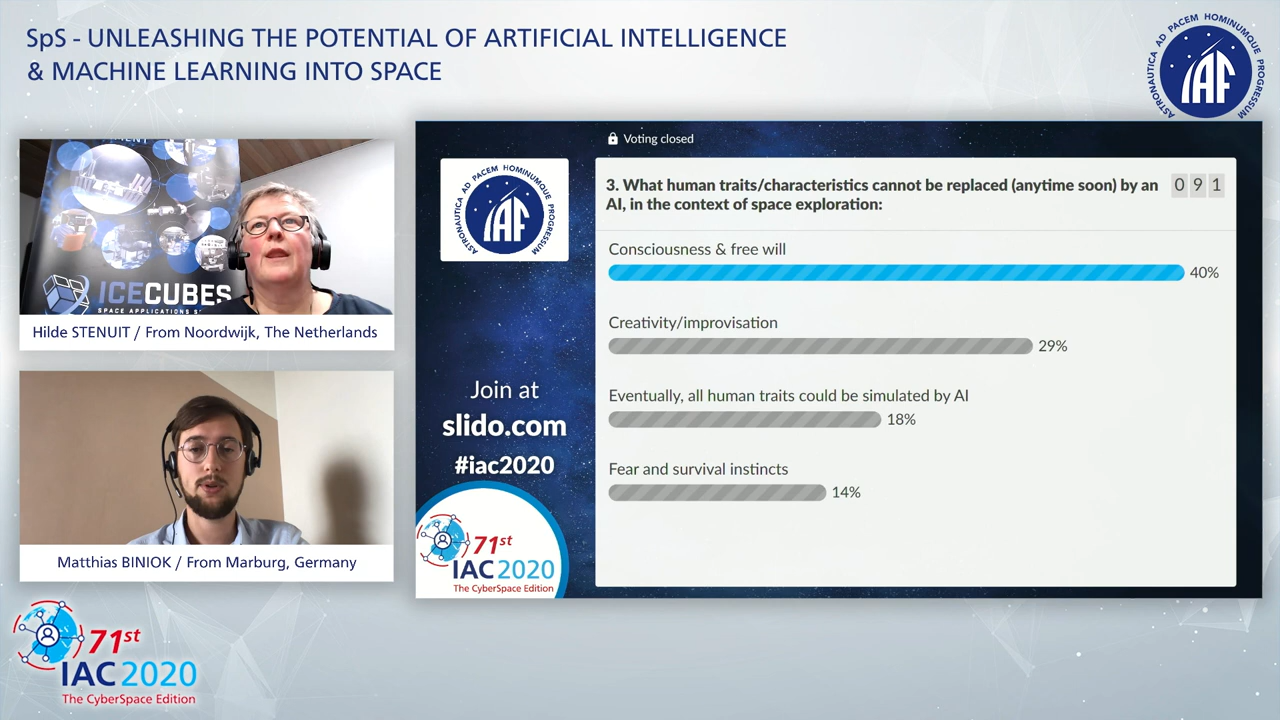 SpS - UNLEASHING THE POTENTIAL OF ARTIFICIAL INTELLIGENCE
& MACHINE LEARNING INTO SPACE
ASTRONAUTICA AD PACEM HOMINUMQUE PROGRESSUM
IAF
ICECUBES
Hilde STENUIT / From Noordwijk, The Netherlands
Matthias BINIOK / From Marburg, Germany
71st
IAC 2020
The CyberSpace Edition
Voting closed
ASTRONAUTICA AD PACEM HOMINUMQUE PROGRESSUM
IAF
Join at
slido.com
#iac2020
71st
IAC 2020
The CyberSpace Edition
3. What human traits/characteristics cannot be replaced (anytime soon) by an
AI, in the context of space exploration:
0 9 1
Consciousness & free will
40%
Creativity/improvisation
29%
Eventually, all human traits could be simulated by AI
18%
Fear and survival instincts
14%